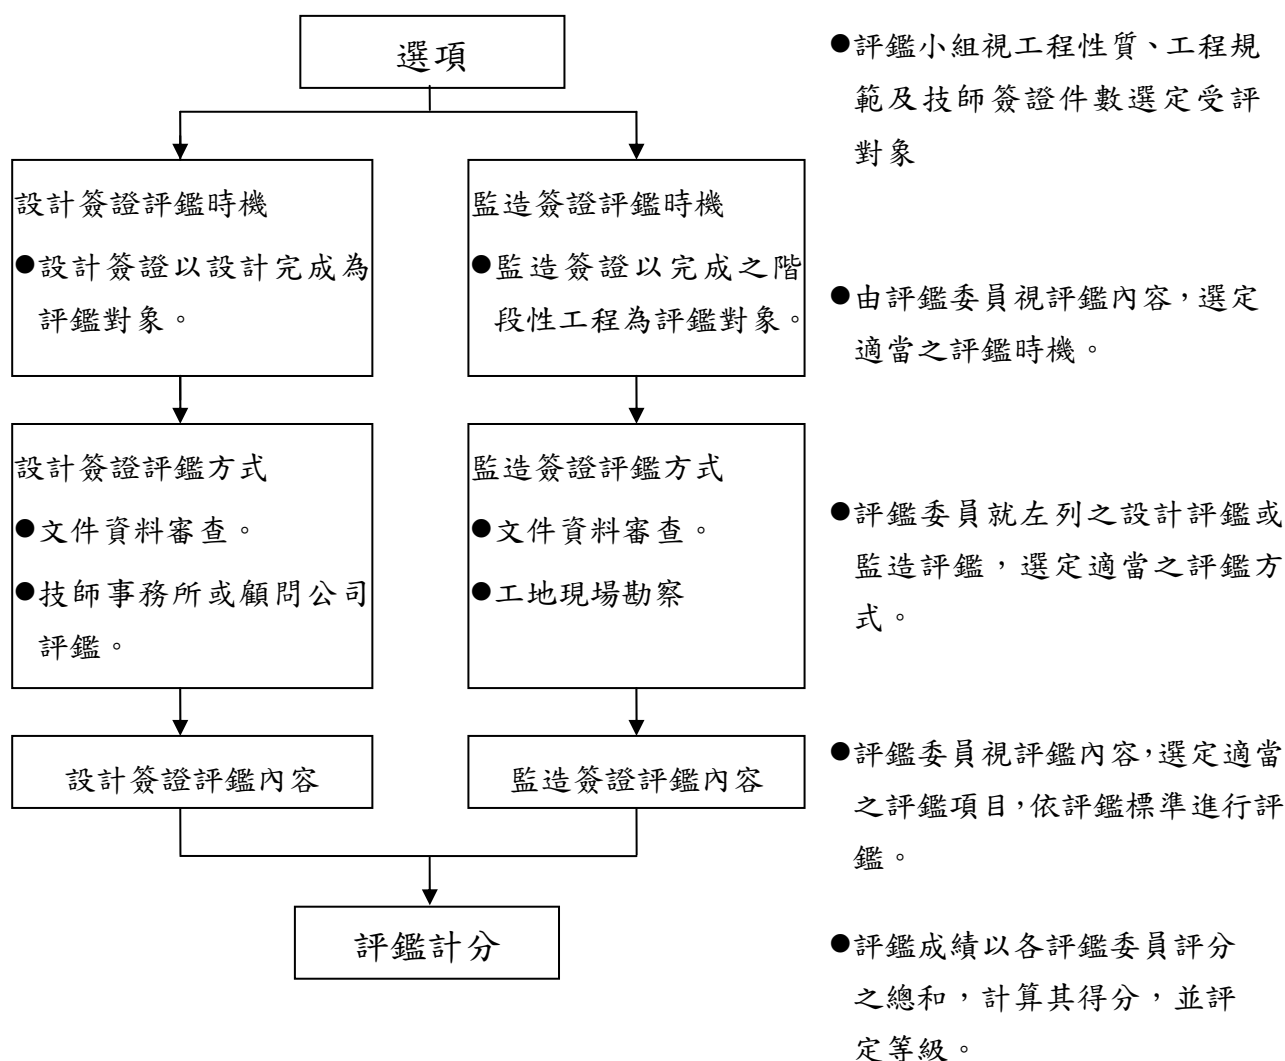 選項
●評鑑小組視工程性質、工程規
範及技師簽證件數選定受評
對象
設計簽證評鑑時機
●設計簽證以設計完成為
評鑑對象。
監造簽證評鑑時機
●監造簽證以完成之階
段性工程為評鑑對象。
●由評鑑委員視評鑑內容，選定
適當之評鑑時機。
設計簽證評鑑方式
●文件資料審查。
●技師事務所或顧問公司
評鑑。
監造簽證評鑑方式
●文件資料審查。
●工地現場勘察
●評鑑委員就左列之設計評鑑或
監造評鑑，選定適當之評鑑方
式。
設計簽證評鑑內容
監造簽證評鑑內容
●評鑑委員視評鑑內容，選定適當
之評鑑項目，依評鑑標準進行評
鑑。
評鑑計分
●評鑑成績以各評鑑委員評分
之總和，計算其得分，並評
定等級。